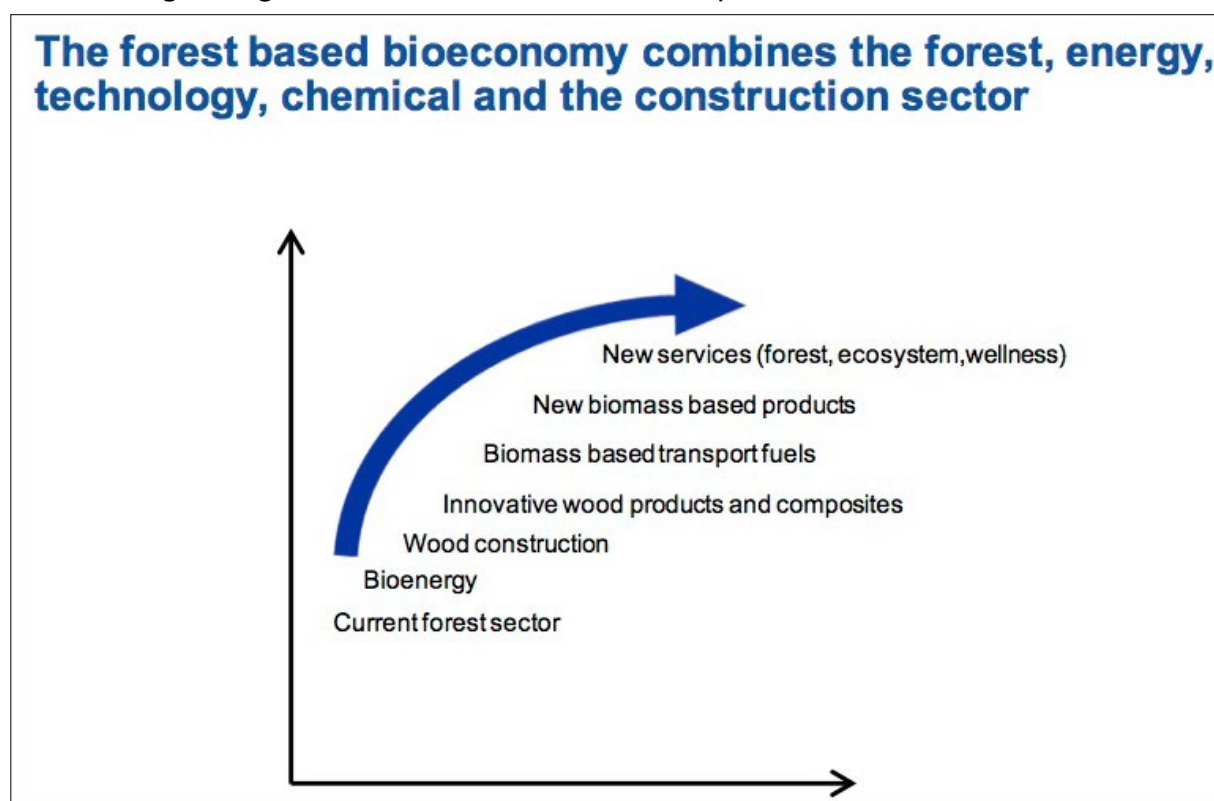 The forest based bioeconomy combines the forest, energy,
technology, chemical and the construction sector
New services (forest, ecosystem,wellness)
New biomass based products
Biomass based transport fuels
Innovative wood products and composites
Wood construction
Bioenergy
Current forest sector